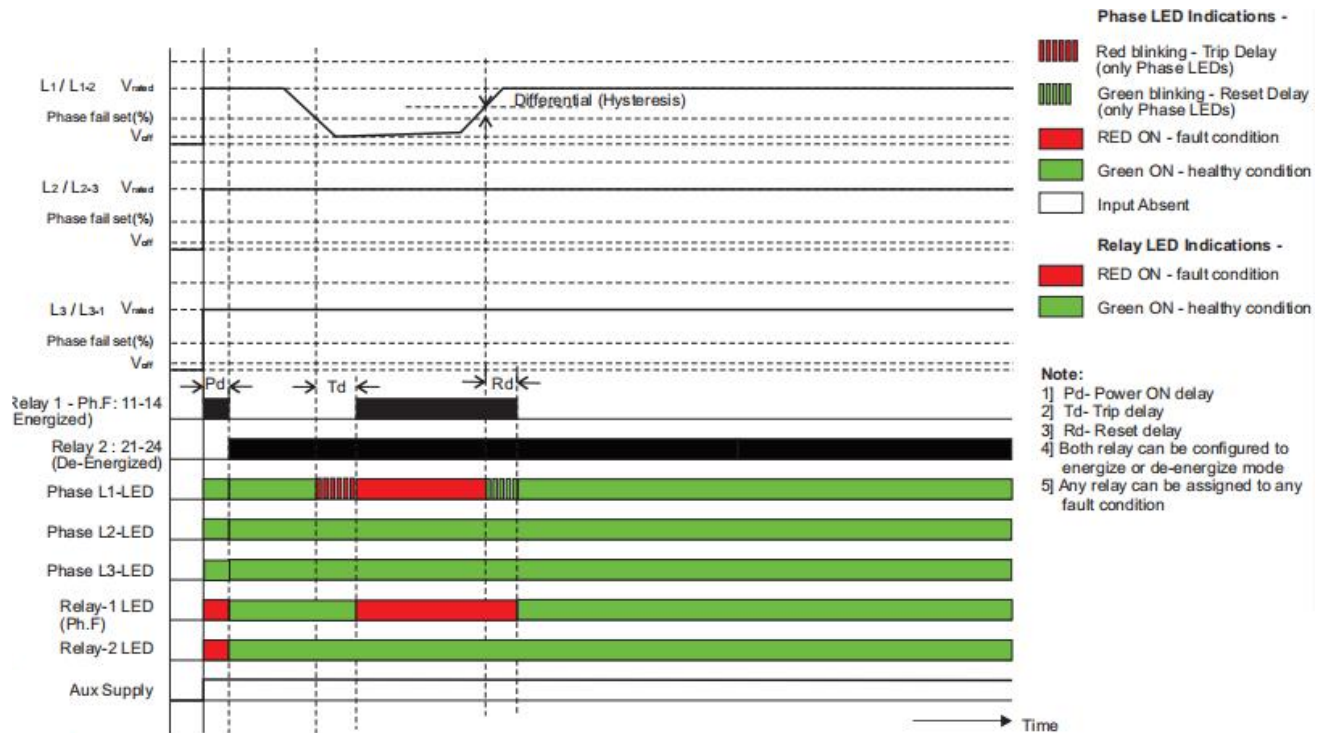 L1 / L1-2 Vrated
Phase fail set(%)
Voff
Differential (Hysteresis)
L2 / L2-3 Vrated
Phase fail set(%)
Voff
L3 / L3-1 Vrated
Phase fail set(%)
Voff
Pd
Td
Rd
Relay 1 - Ph.F: 11-14
Energized)
Relay 2 : 21-24
(De-Energized)
Phase L1-LED
Phase L2-LED
Phase L3-LED
Relay-1 LED
(Ph.F)
Relay-2 LED
Aux Supply
Time
Phase LED Indications -
Red blinking - Trip Delay
(only Phase LEDs)
Green blinking - Reset Delay
(only Phase LEDs)
RED ON - fault condition
Green ON - healthy condition
Input Absent
Relay LED Indications -
RED ON - fault condition
Green ON - healthy condition
Note:
1] Pd- Power ON delay
2] Td- Trip delay
3] Rd- Reset delay
4] Both relay can be configured to
energize or de-energize mode
5] Any relay can be assigned to any
fault condition